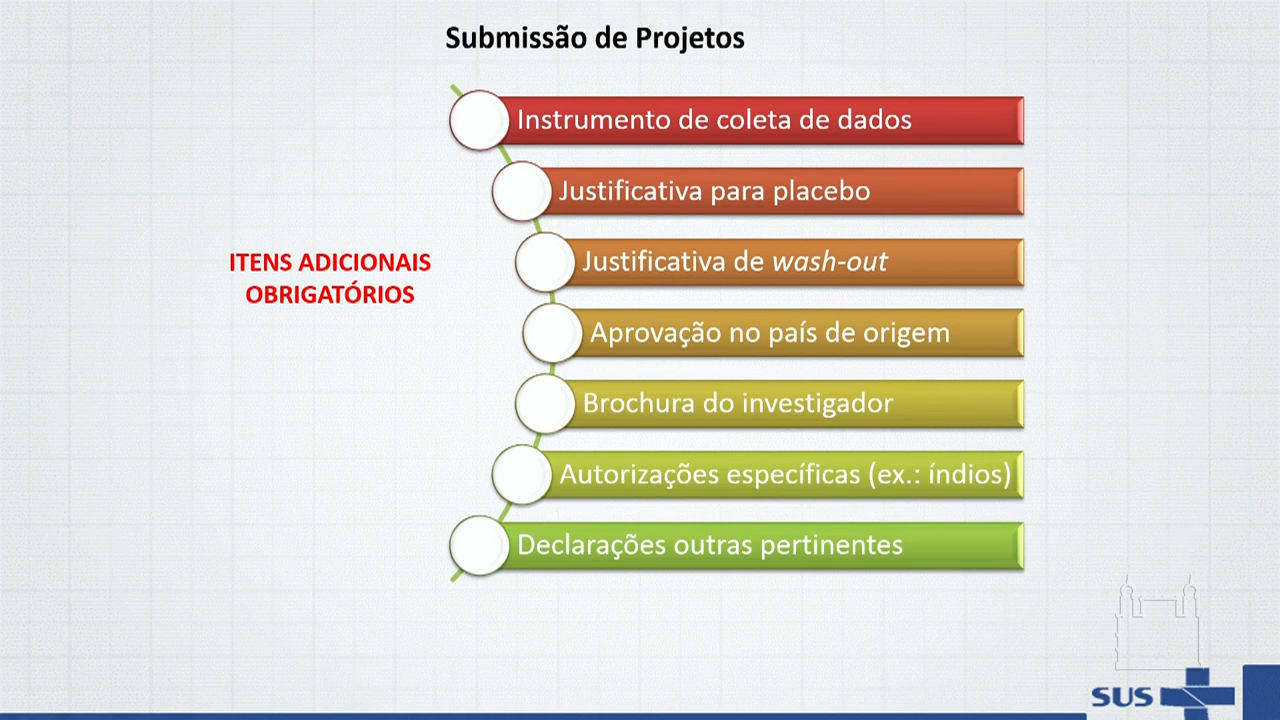 Submissão de Projetos
Instrumento de coleta de dados
Justificativa para placebo
Justificativa de wash-out
ITENS ADICIONAIS
OBRIGATÓRIOS
Aprovação no país de origem
Brochura do investigador
Autorizações específicas (ex.: índios)
Declarações outras pertinentes
SUS